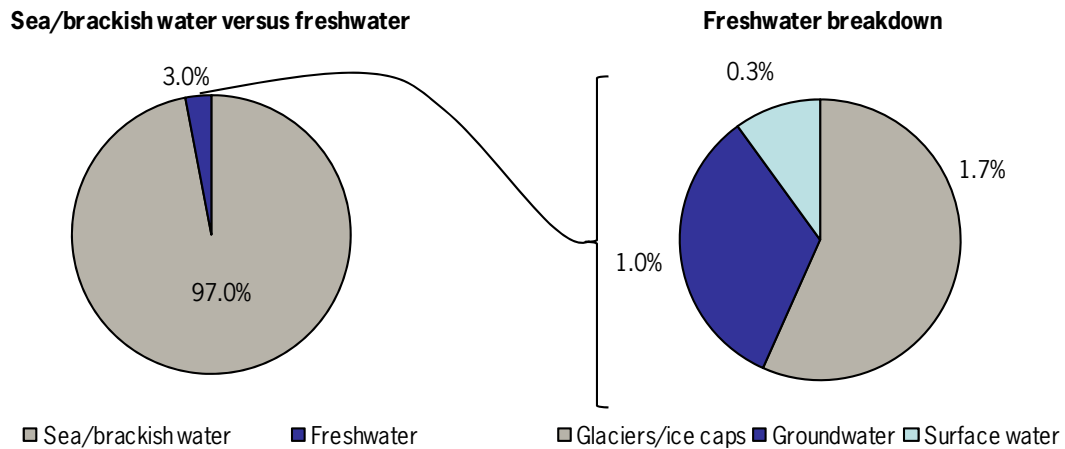 Sea/brackish water versus freshwater
3.0%
97.0%
Sea/brackish water
Freshwater
Freshwater breakdown
0.3%
1.7%
1.0%
Glaciers/ice caps
Groundwater
Surface water